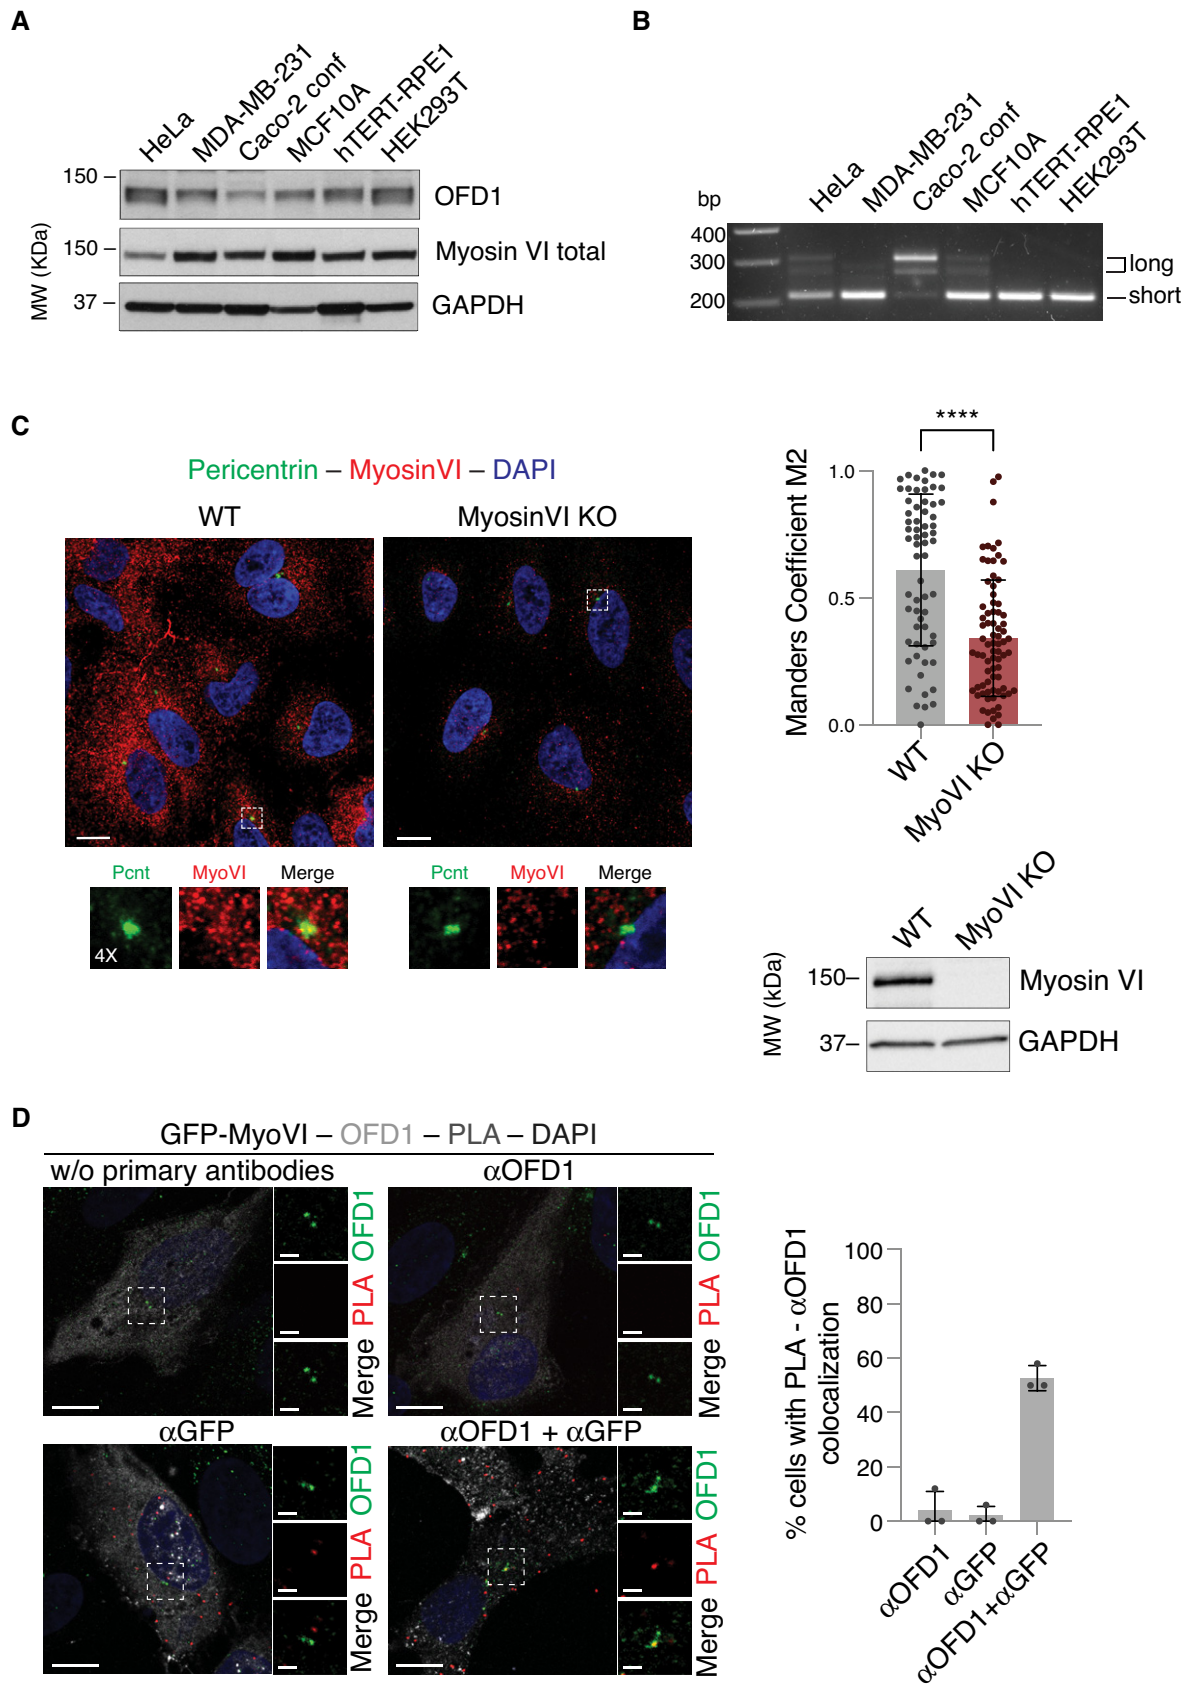 A
HeLa
MDA-MB-231
Caco-2 conf
MCF10A
hTERT-RPE1
HEK293T
MW (KDa)
150
OFD1
150
Myosin VI total
37
GAPDH
B
HeLa
MDA-MB-231
Caco-2 conf
MCF10A
hTERT-RPE1
HEK293T
bp
400
300
200
long
short
C
Pericentrin – MyosinVI – DAPI
WT
MyosinVI KO
Pcnt
MyoVI
Merge
4X
Pcnt
MyoVI
Merge
****
Manders Coefficient M2
1.0
0.5
0.0
WT
MyoVI KO
WT
MyoVI KO
MW (kDa)
150
Myosin VI
37
GAPDH
D
GFP-MyoVI – OFD1 – PLA – DAPI
w/o primary antibodies
αOFD1
Merge PLA OFD1
Merge PLA OFD1
αGFP
αOFD1 + αGFP
Merge PLA OFD1
Merge PLA OFD1
% cells with PLA - αOFD1
colocalization
100
80
60
40
20
0
αOFD1
αGFP
αOFD1+αGFP